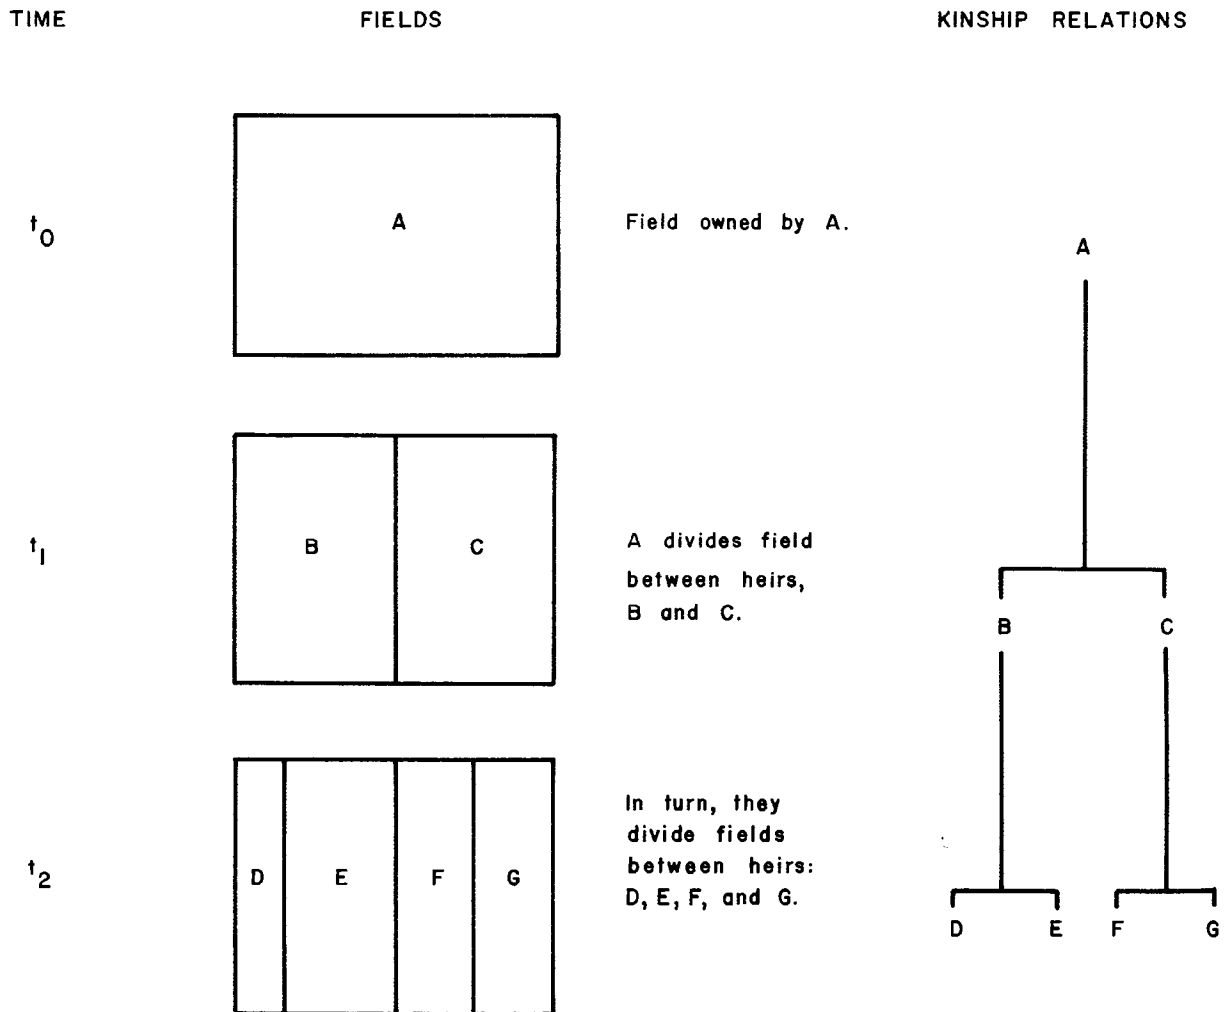 TIME FIELDS KINSHIP RELATIONS
t0
A
Field owned by A.
A
t1
B C
A divides field
between heirs,
B and C.
B C
t2
D E F G
In turn, they
divide fields
between heirs:
D, E, F, and G.
D E F G